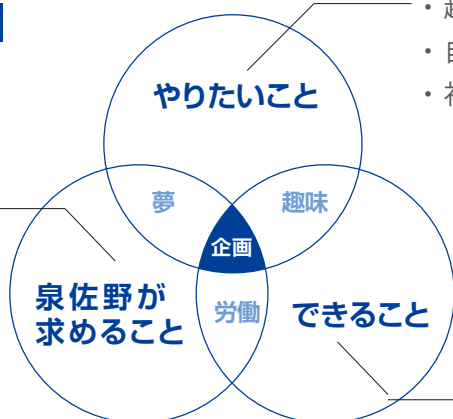 やりたいこと
夢
趣味
企画
泉佐野が
求めること
労働
できること